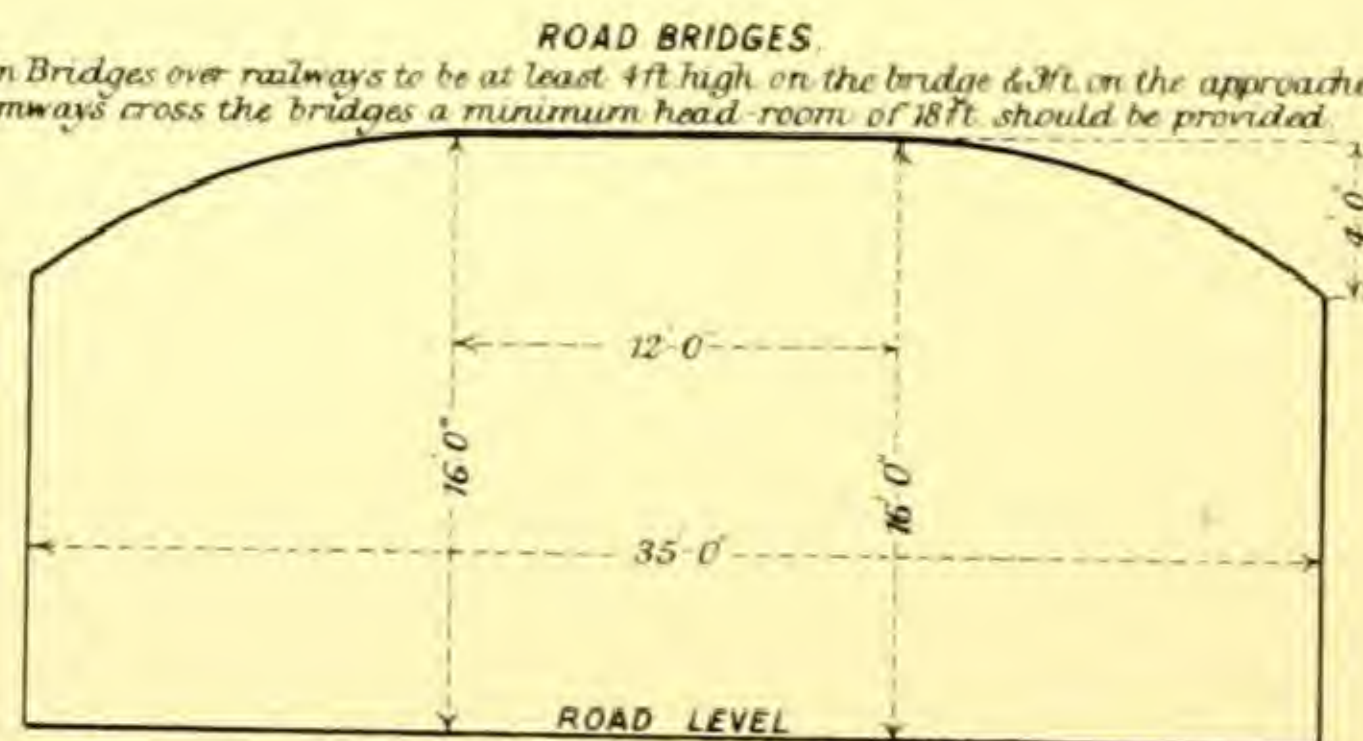 ROAD BRIDGES.
n Bridges over railways to be at least 4ft high on the bridge & 3ft. on the approache
mways cross the bridges a minimum head-room of 18ft should be provided.
4'0"
12'0"
16'0"
16'0"
35'0"
ROAD LEVEL